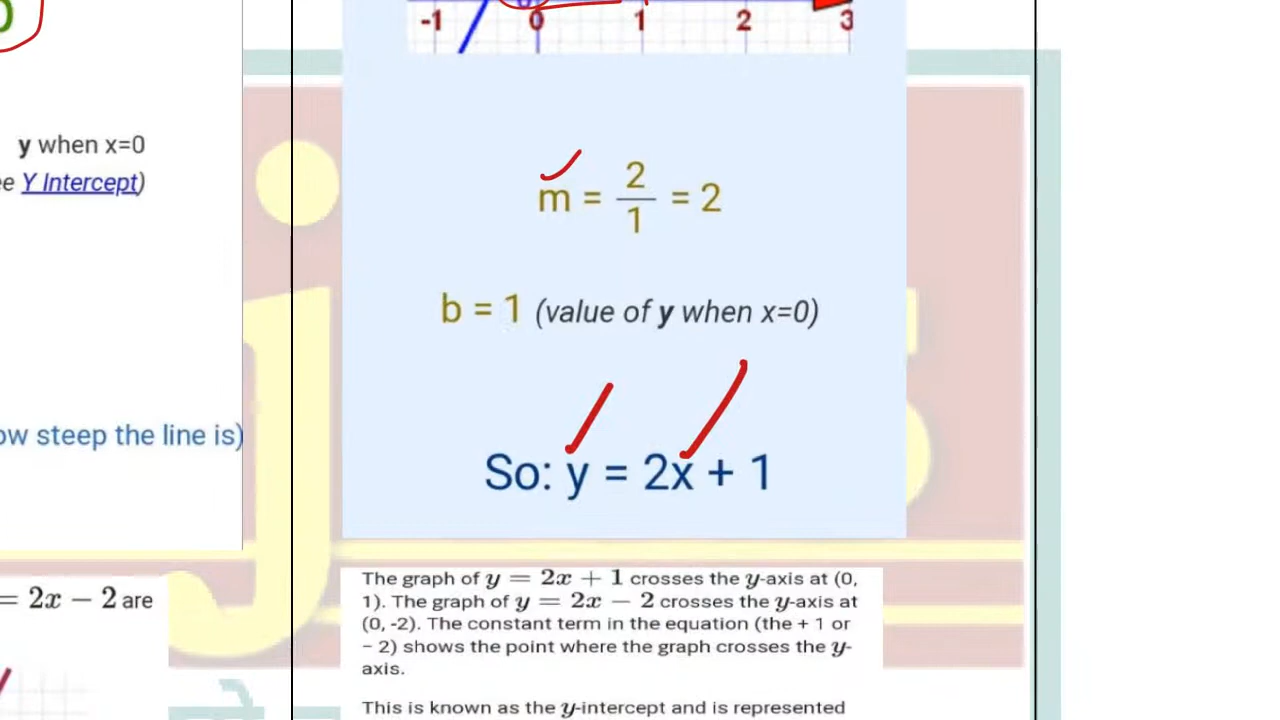 y when x=0
Y Intercept)
ow steep the line is)
= 2x − 2 are
-1 0 1 2 3
m = 2/1 = 2
b = 1 (value of y when x=0)
So: y = 2x + 1
The graph of y = 2x + 1 crosses the y-axis at (0,
1). The graph of y = 2x − 2 crosses the y-axis at
(0, -2). The constant term in the equation (the + 1 or
− 2) shows the point where the graph crosses the y-
axis.
This is known as the y-intercept and is represented